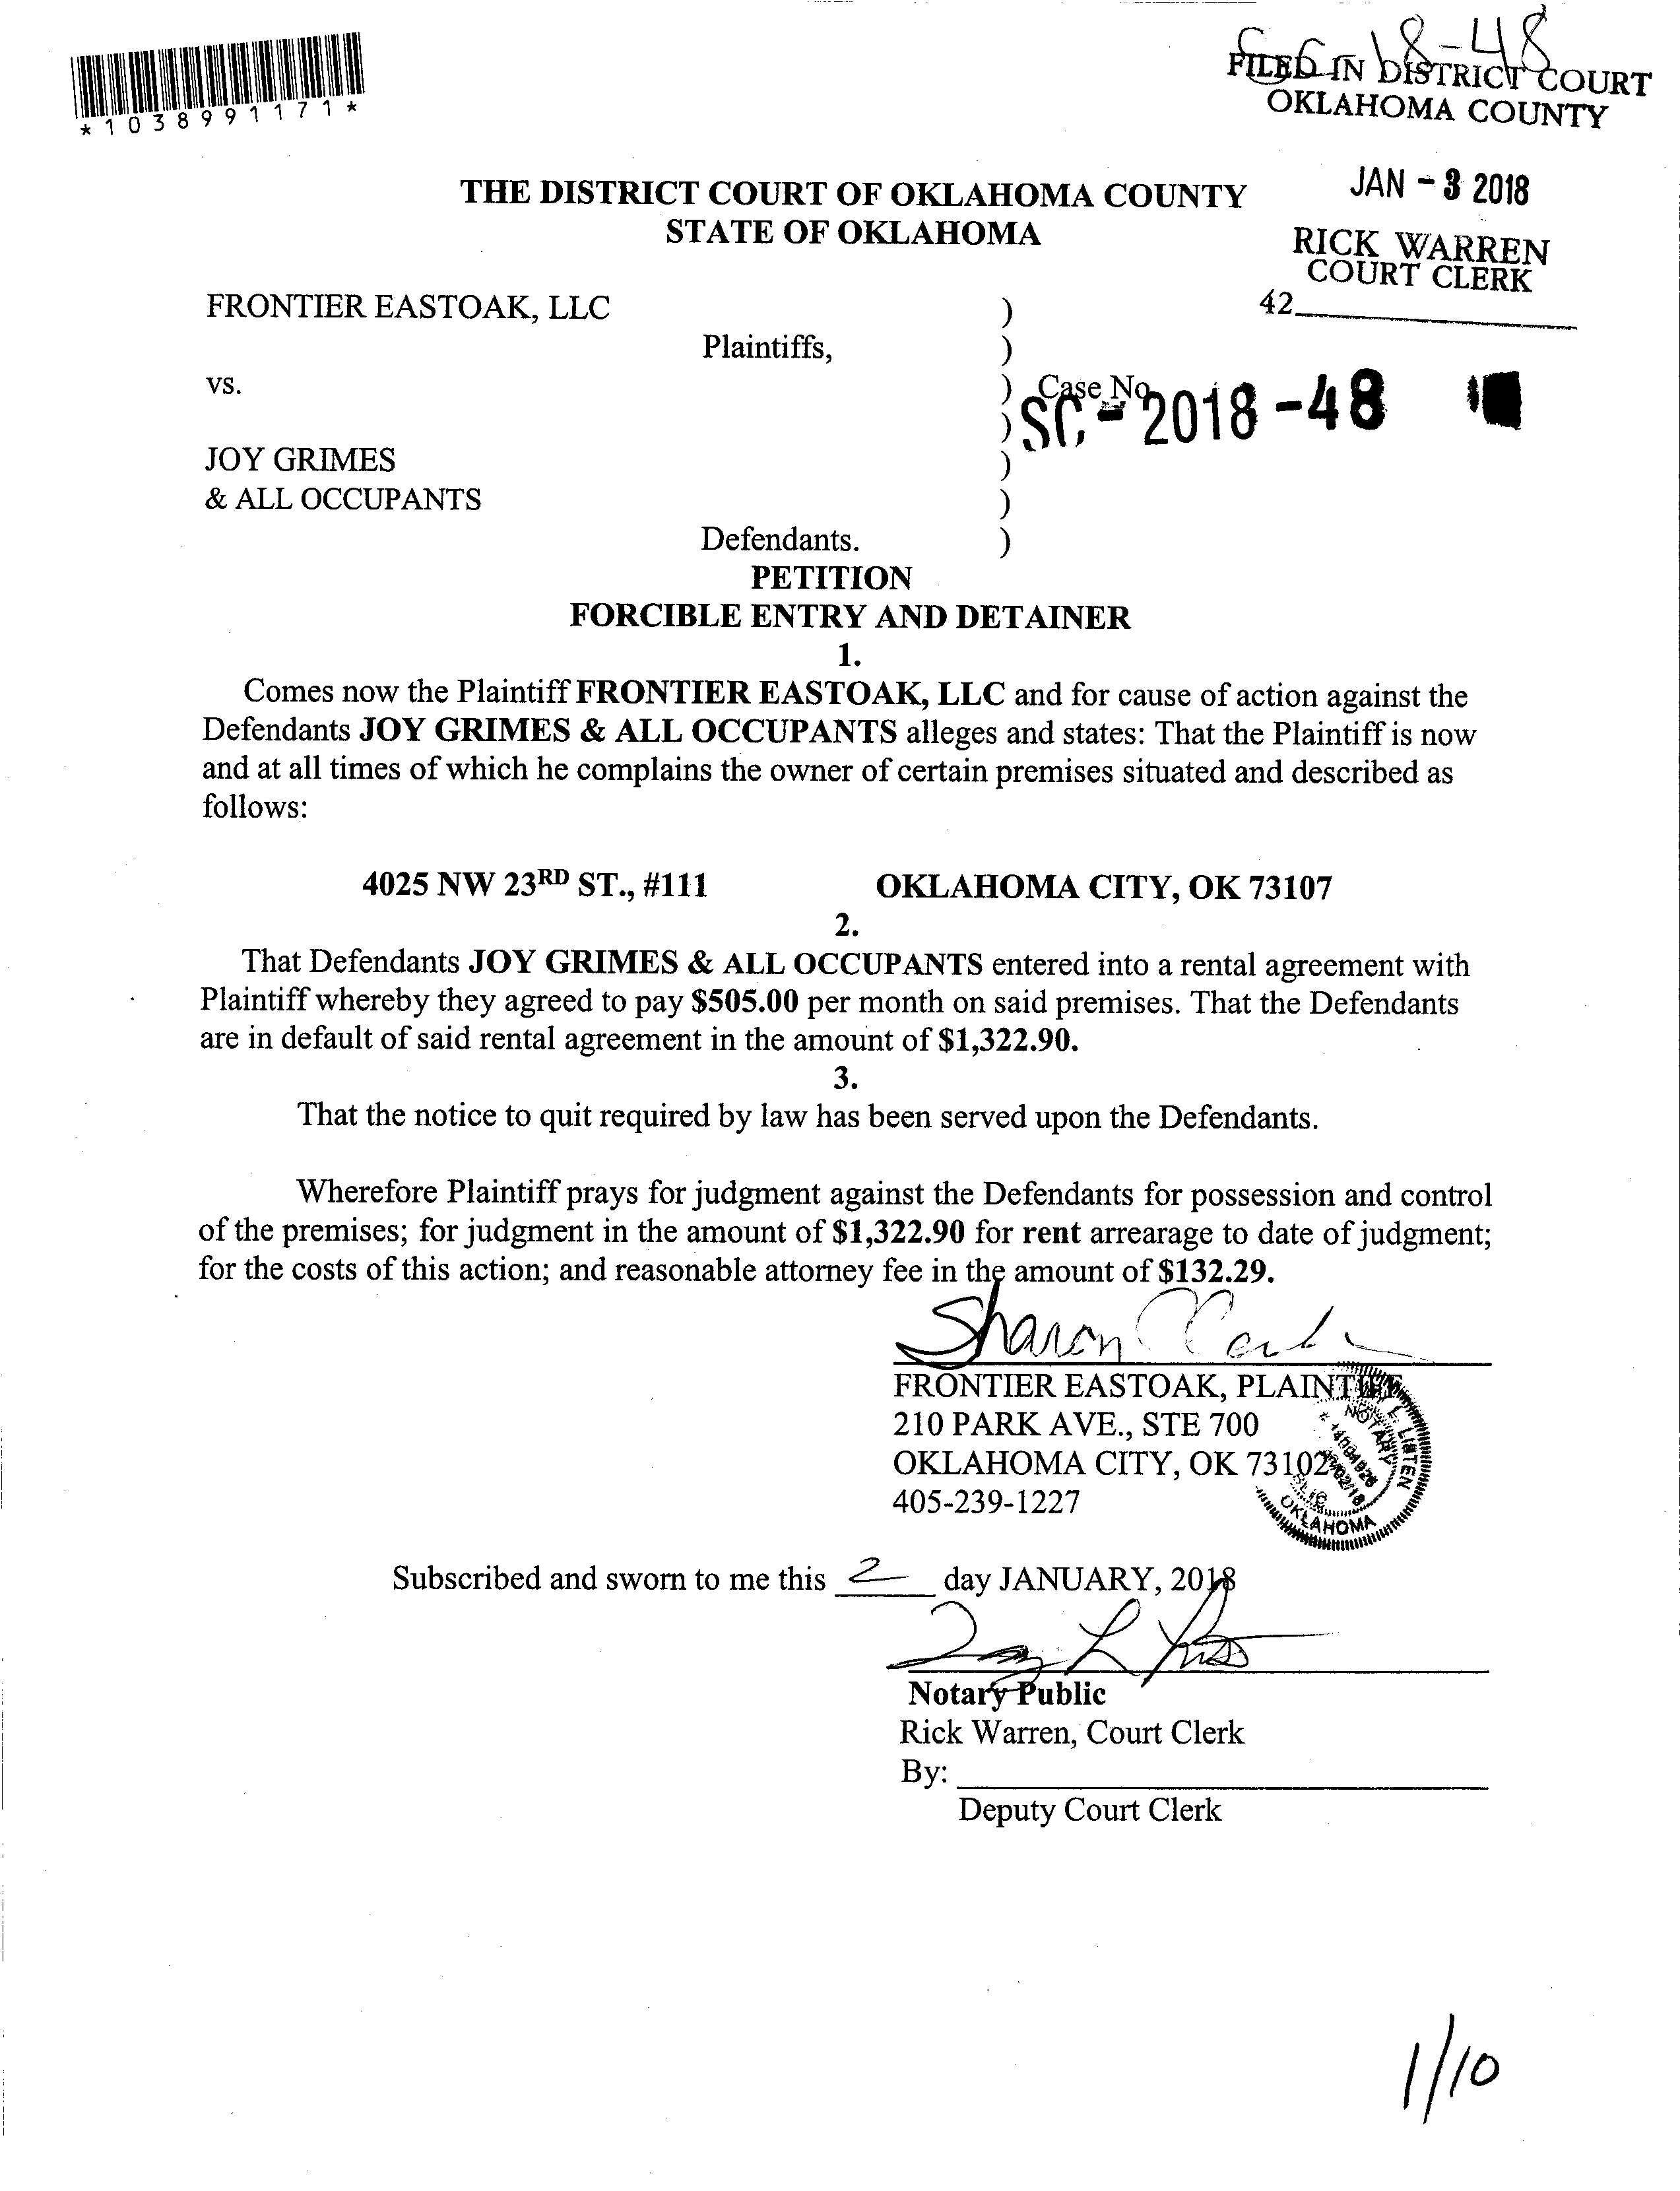 *1038991171*
SC 18-48
FILED IN DISTRICT COURT
OKLAHOMA COUNTY
JAN - 3 2018
RICK WARREN
COURT CLERK
42
THE DISTRICT COURT OF OKLAHOMA COUNTY
STATE OF OKLAHOMA
FRONTIER EASTOAK, LLC )
Plaintiffs, )
vs. ) Case No.
) SC - 2018 - 48
JOY GRIMES )
& ALL OCCUPANTS )
Defendants. )
PETITION
FORCIBLE ENTRY AND DETAINER
1.
Comes now the Plaintiff FRONTIER EASTOAK, LLC and for cause of action against the
Defendants JOY GRIMES & ALL OCCUPANTS alleges and states: That the Plaintiff is now
and at all times of which he complains the owner of certain premises situated and described as
follows:
4025 NW 23RD ST., #111 OKLAHOMA CITY, OK 73107
2.
That Defendants JOY GRIMES & ALL OCCUPANTS entered into a rental agreement with
Plaintiff whereby they agreed to pay $505.00 per month on said premises. That the Defendants
are in default of said rental agreement in the amount of $1,322.90.
3.
That the notice to quit required by law has been served upon the Defendants.
Wherefore Plaintiff prays for judgment against the Defendants for possession and control
of the premises; for judgment in the amount of $1,322.90 for rent arrearage to date of judgment;
for the costs of this action; and reasonable attorney fee in the amount of $132.29.
Sharon
FRONTIER EASTOAK, PLAINTIFF
210 PARK AVE., STE 700
OKLAHOMA CITY, OK 73102
405-239-1227
L. LISTEN
NOTARY
OKLAHOMA
Subscribed and sworn to me this 2 day JANUARY, 2018
Notary Public
Rick Warren, Court Clerk
By:
Deputy Court Clerk
1/10